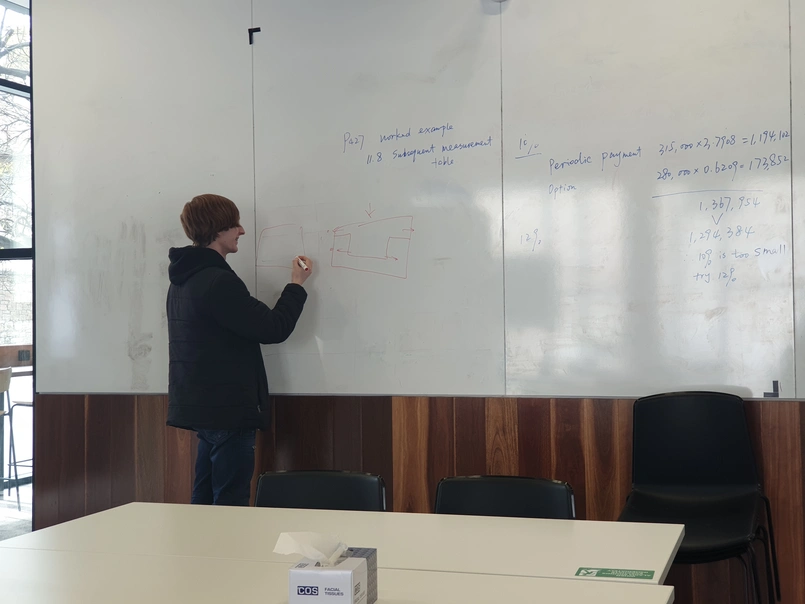 P427 worked example
11.8 Subsequent measurement
table
10%
Periodic payment
Option
12%
315,000 x 3.7908 = 1,194,102
280,000 x 0.6209 = 173,852
1,367,954
1,294,384
10% is too small
try 12%
COS
FACIAL
TISSUES